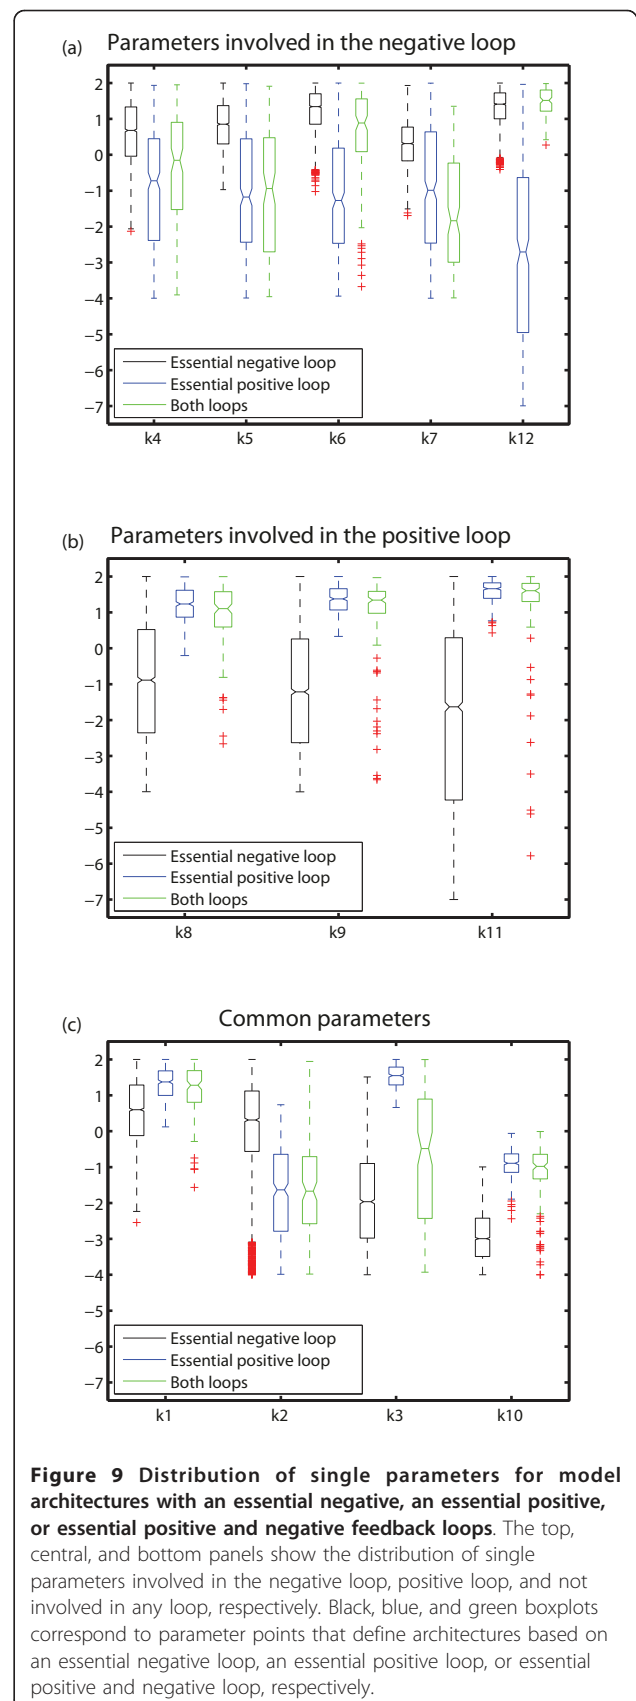 (a) Parameters involved in the negative loop
2
1
0
−1
−2
−3
−4
−5
−6
−7
Essential negative loop
Essential positive loop
Both loops
k4 k5 k6 k7 k12
(b) Parameters involved in the positive loop
2
1
0
−1
−2
−3
−4
−5
−6
−7
Essential negative loop
Essential positive loop
Both loops
k8 k9 k11
(c) Common parameters
2
1
0
−1
−2
−3
−4
−5
−6
−7
Essential negative loop
Essential positive loop
Both loops
k1 k2 k3 k10
Figure 9 Distribution of single parameters for model
architectures with an essential negative, an essential positive,
or essential positive and negative feedback loops. The top,
central, and bottom panels show the distribution of single
parameters involved in the negative loop, positive loop, and not
involved in any loop, respectively. Black, blue, and green boxplots
correspond to parameter points that define architectures based on
an essential negative loop, an essential positive loop, or essential
positive and negative loop, respectively.